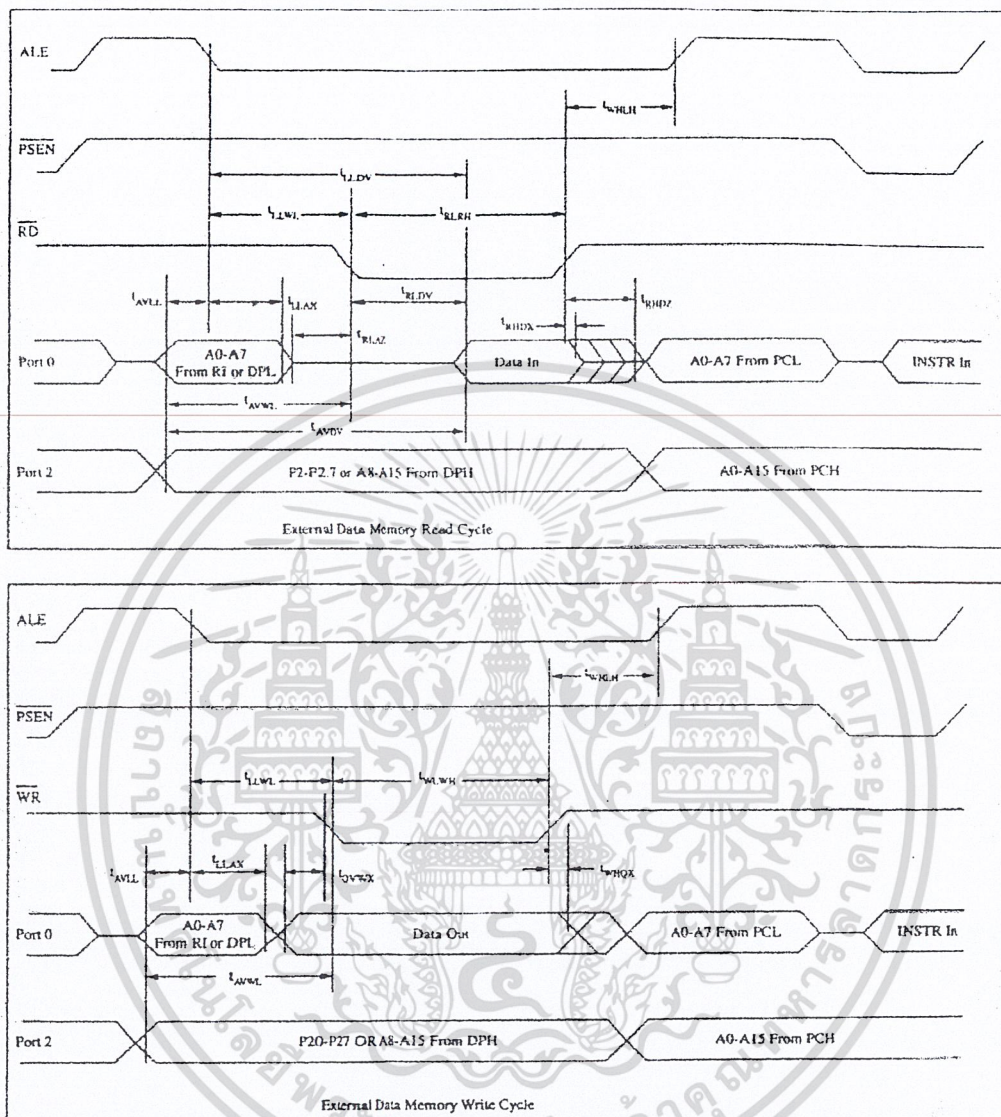 ALE
tWHLH
PSEN
tLLDV
tLLWL
tRLRH
RD
tAVLL
tLLAX
tRLDV
tRHDZ
tRLAZ
tRHDX
Port 0
A0-A7
From RI or DPL
Data In
A0-A7 From PCL
INSTR In
tAVWL
tAVDV
Port 2
P2-P2.7 or A8-A15 From DPH
A0-A15 From PCH
External Data Memory Read Cycle
ALE
tWHLH
PSEN
tLLWL
tWLWH
WR
tAVLL
tLLAX
tQVWX
tWHQX
Port 0
A0-A7
From RI or DPL
Data Out
A0-A7 From PCL
INSTR In
tAVWL
Port 2
P20-P27 OR A8-A15 From DPH
A0-A15 From PCH
External Data Memory Write Cycle